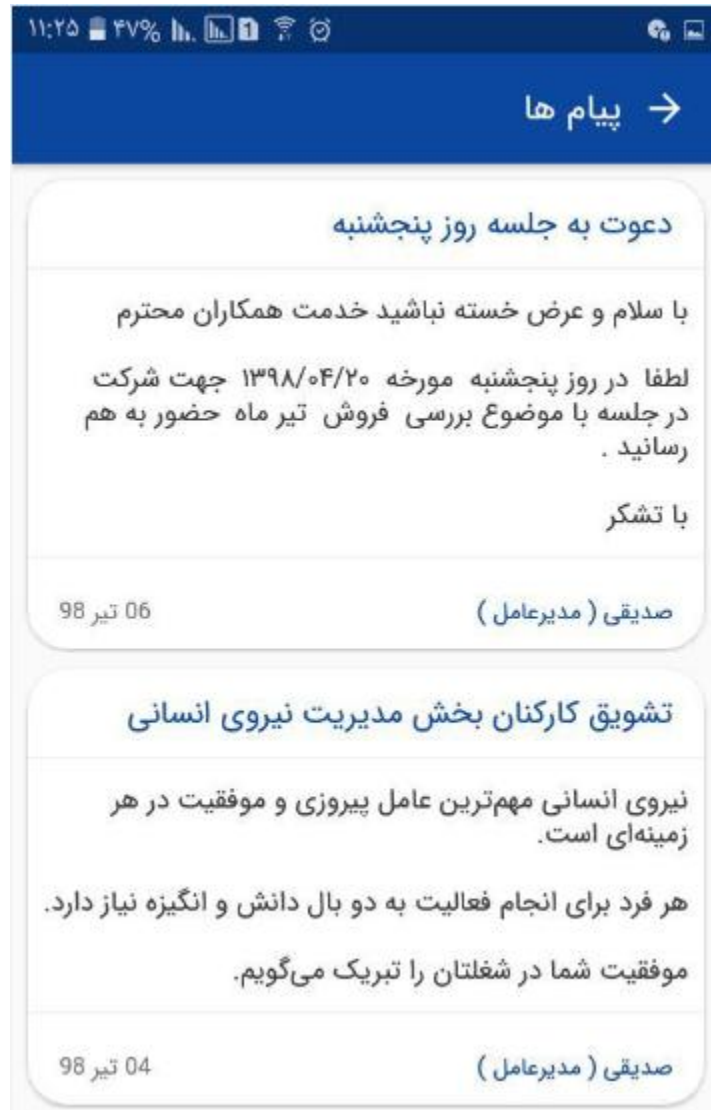 ۱۱:۲۵ ۴۷% 1
پیام ها
دعوت به جلسه روز پنجشنبه
با سلام و عرض خسته نباشید خدمت همکاران محترم
لطفا در روز پنجشنبه مورخه ۱۳۹۸/۰۴/۲۰ جهت شرکت
در جلسه با موضوع بررسی فروش تیر ماه حضور به هم
رسانید .
با تشکر
صدیقی ( مدیرعامل ) 06 تیر 98
تشویق کارکنان بخش مدیریت نیروی انسانی
نیروی انسانی مهم‌ترین عامل پیروزی و موفقیت در هر
زمینه‌ای است.
هر فرد برای انجام فعالیت به دو بال دانش و انگیزه نیاز دارد.
موفقیت شما در شغلتان را تبریک می‌گویم.
صدیقی ( مدیرعامل ) 04 تیر 98